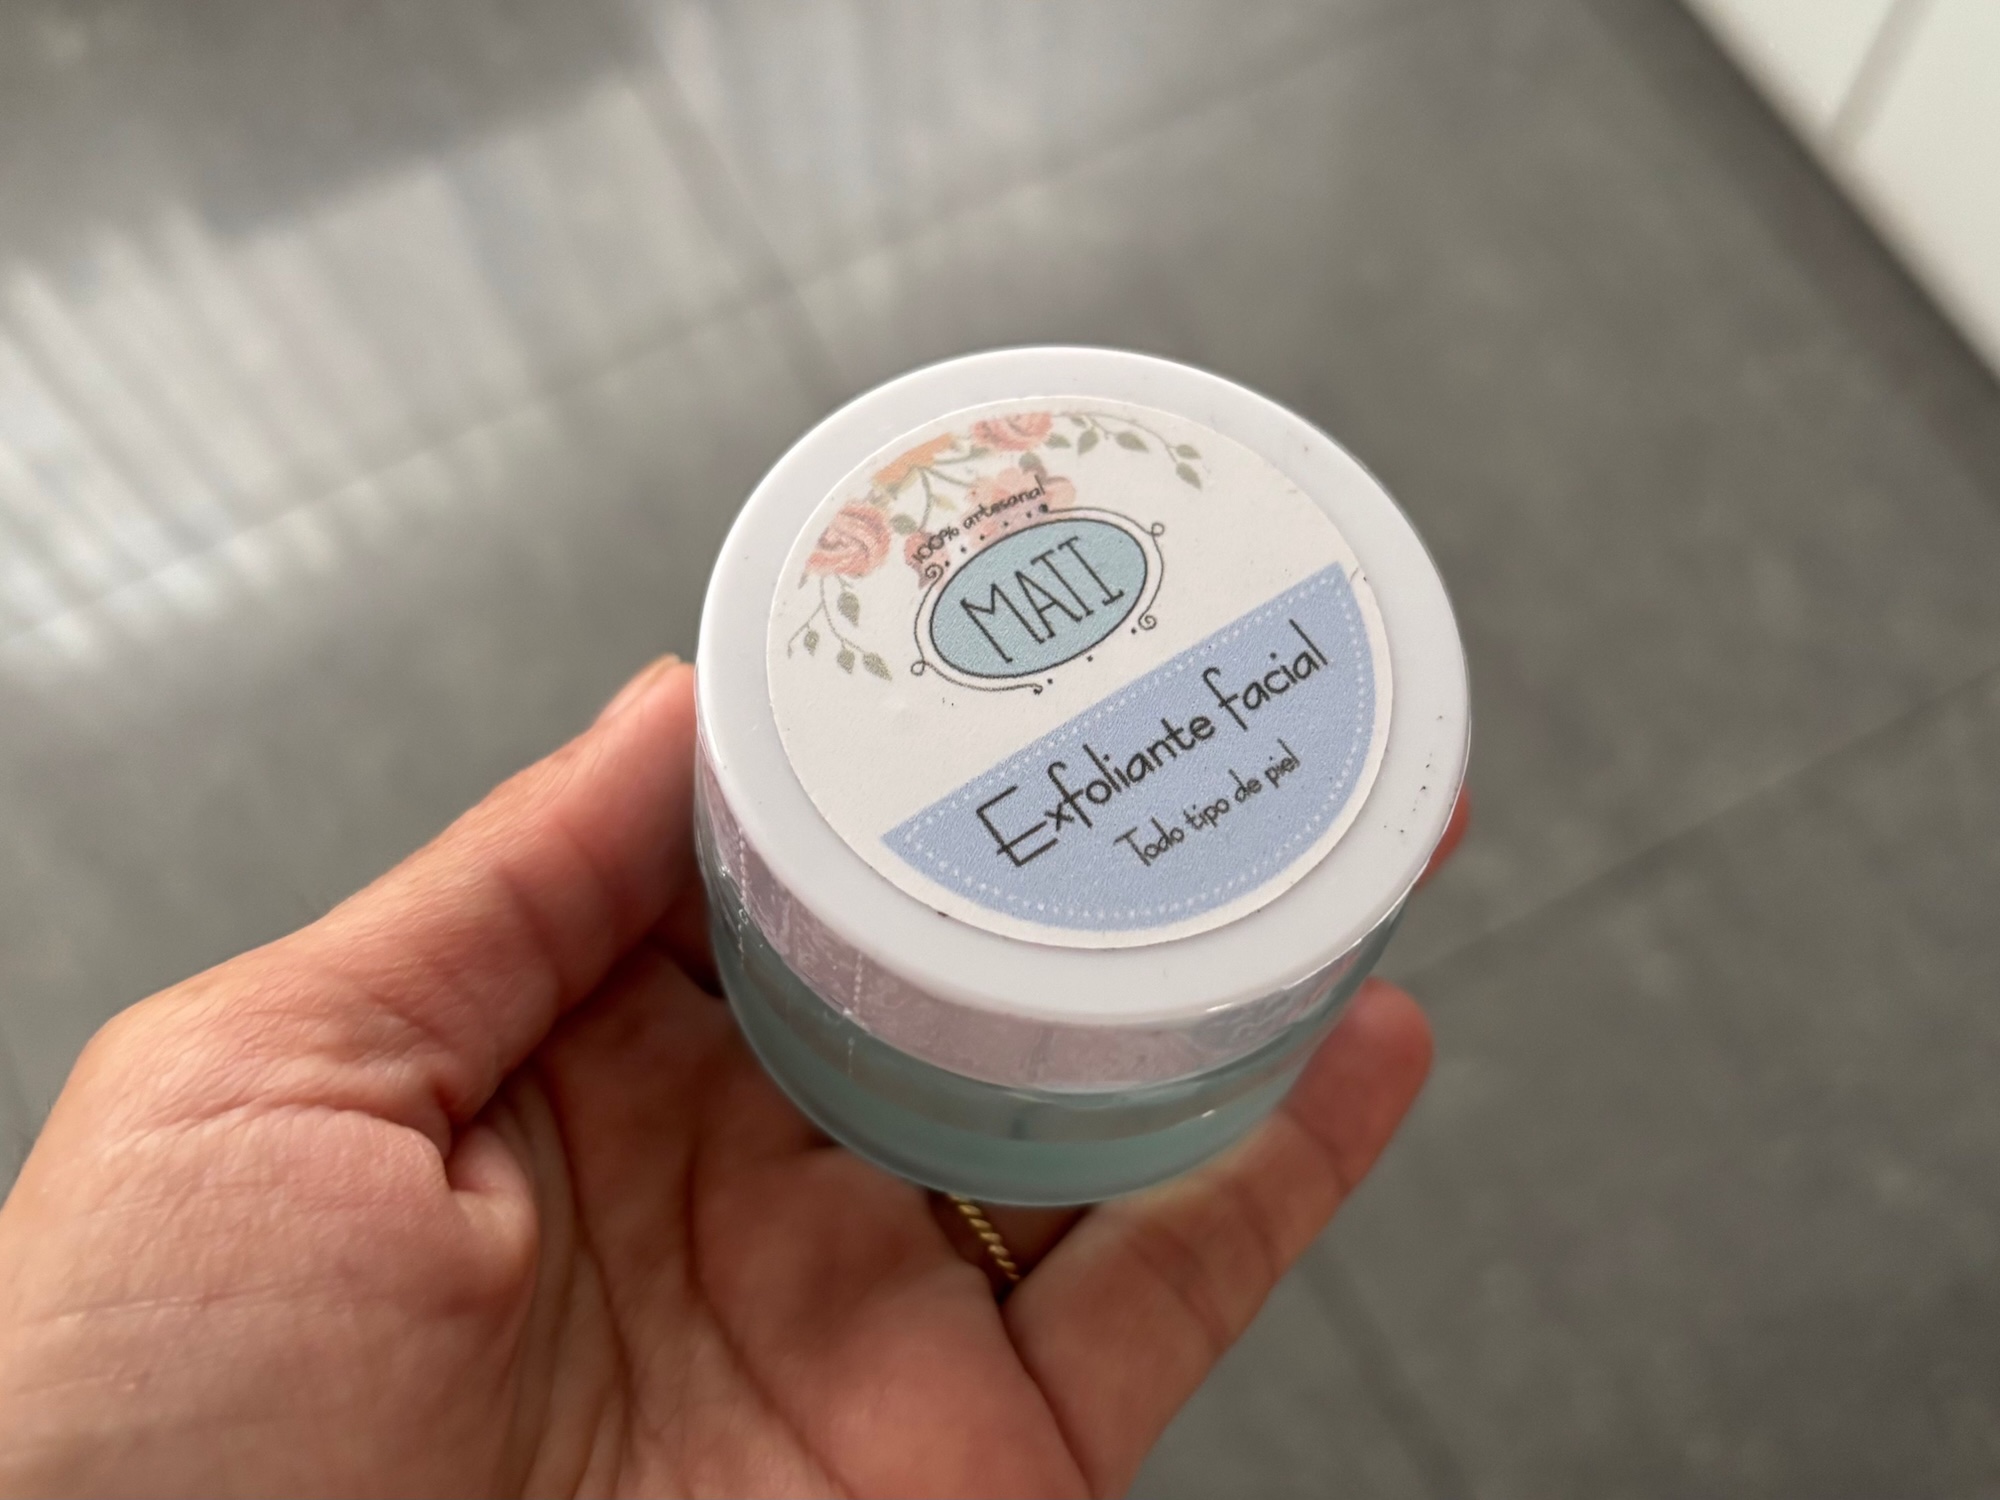 100% artesanal
MATI
Exfoliante facial
Todo tipo de piel